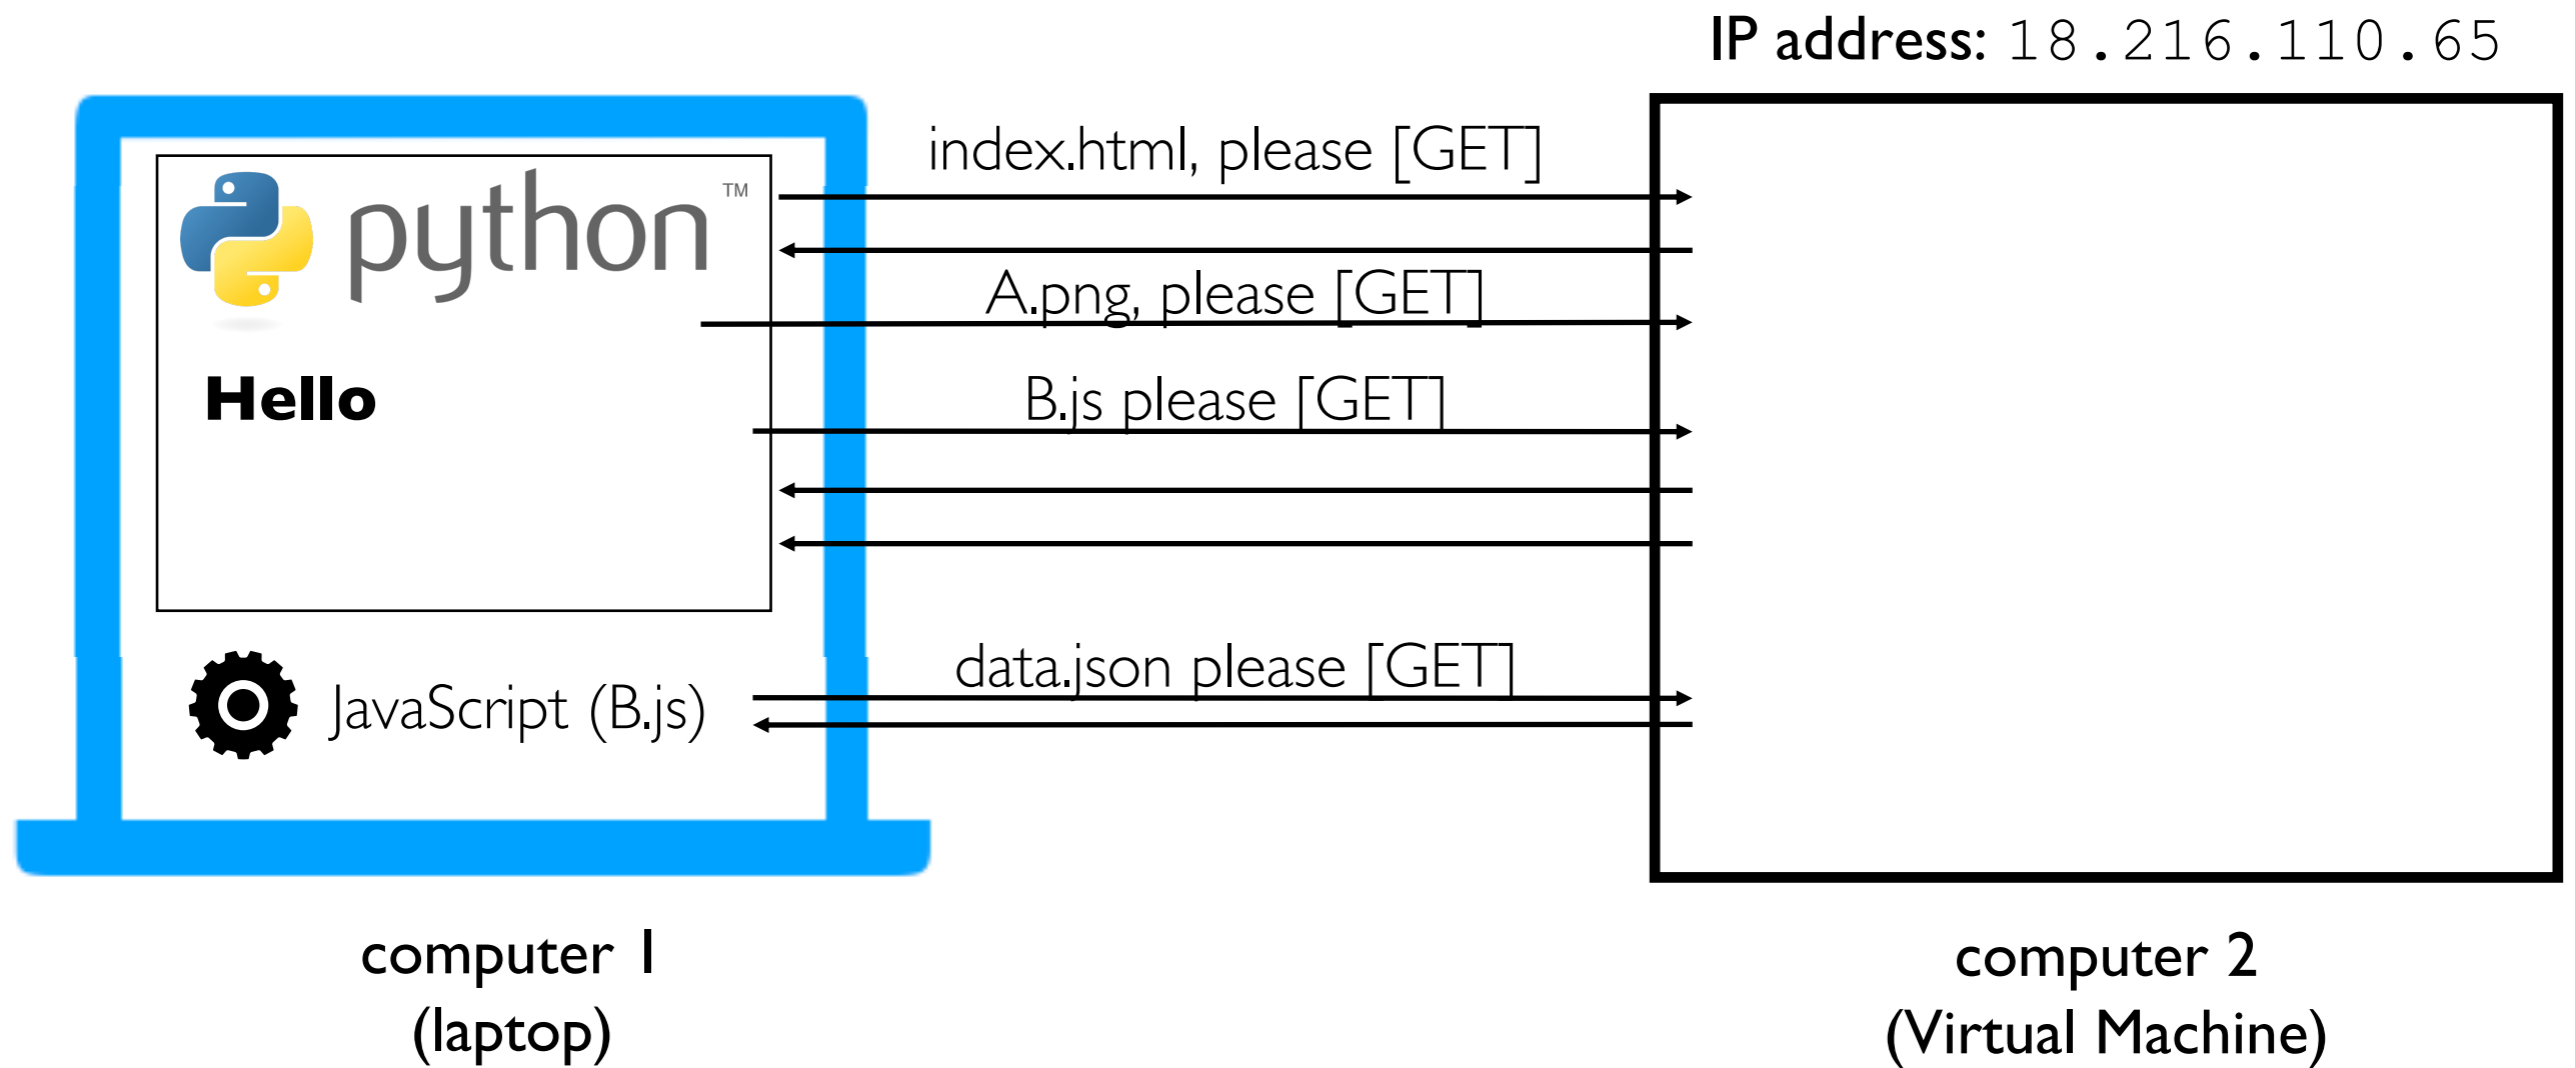 IP address: 18.216.110.65
python™
index.html, please [GET]
A.png, please [GET]
Hello
B.js please [GET]
JavaScript (B.js)
data.json please [GET]
computer 1
(laptop)
computer 2
(Virtual Machine)